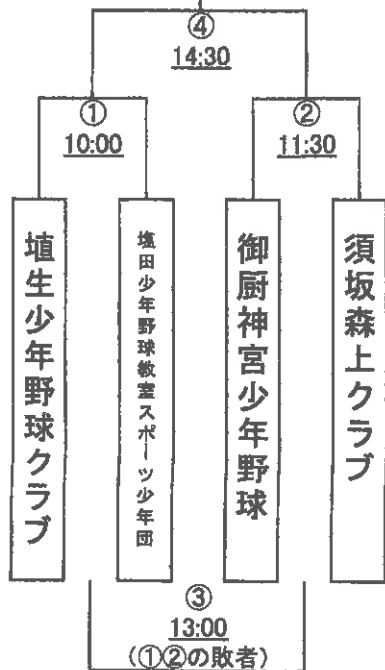 ④
14:30
①
10:00
②
11:30
埴生少年野球クラブ
塩田少年野球教室スポーツ少年団
御厨神宮少年野球
須坂森上クラブ
③
13:00
(①②の敗者)